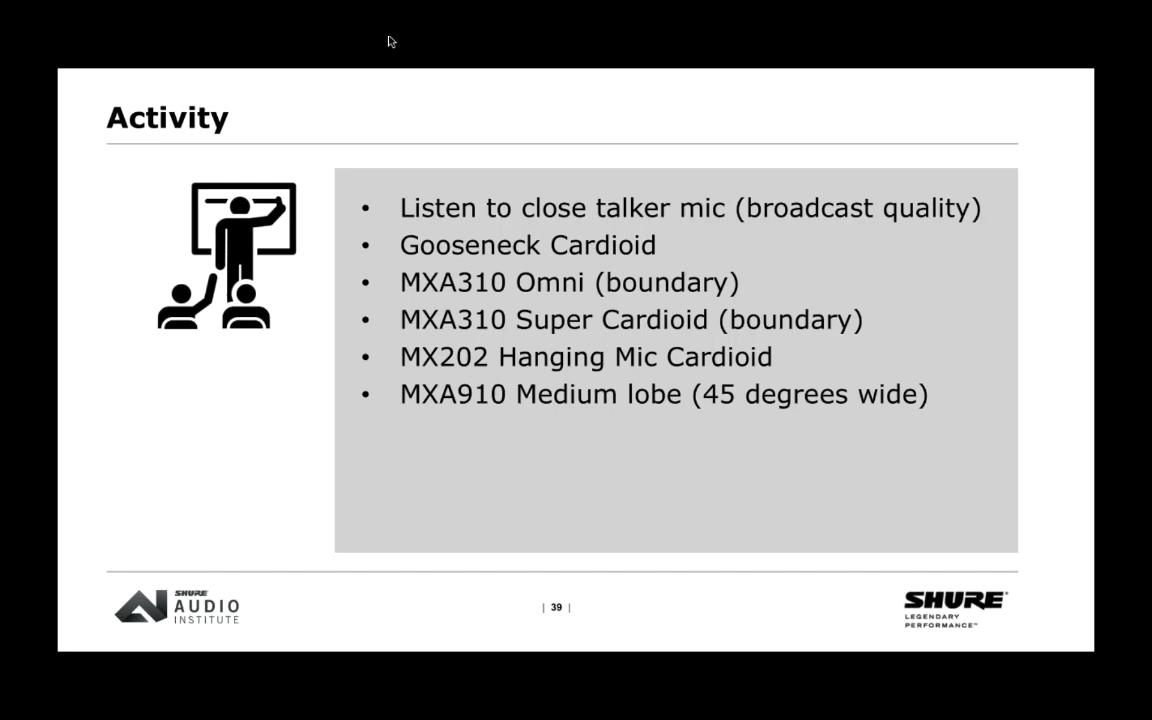 Activity
• Listen to close talker mic (broadcast quality)
• Gooseneck Cardioid
• MXA310 Omni (boundary)
• MXA310 Super Cardioid (boundary)
• MX202 Hanging Mic Cardioid
• MXA910 Medium lobe (45 degrees wide)
SHURE
AUDIO
INSTITUTE
| 39 |
SHURE®
LEGENDARY
PERFORMANCE™